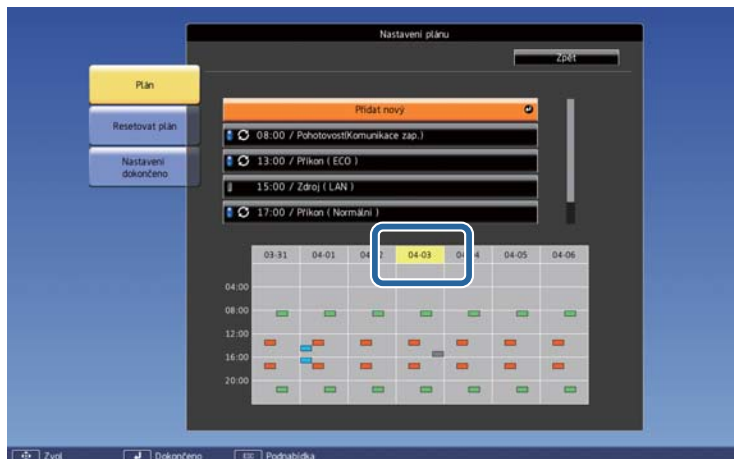 Nastavení plánu
Zpět
Plán
Resetovat plán
Nastavení
dokončeno
Přidat nový
08:00 / Pohotovost(Komunikace zap.)
13:00 / Příkon ( ECO )
15:00 / Zdroj ( LAN )
17:00 / Příkon ( Normální )
03-31 04-01 04-03 04-05 04-06
04:00
08:00
12:00
16:00
20:00
Zvol Dokončeno Esc Podnabídka